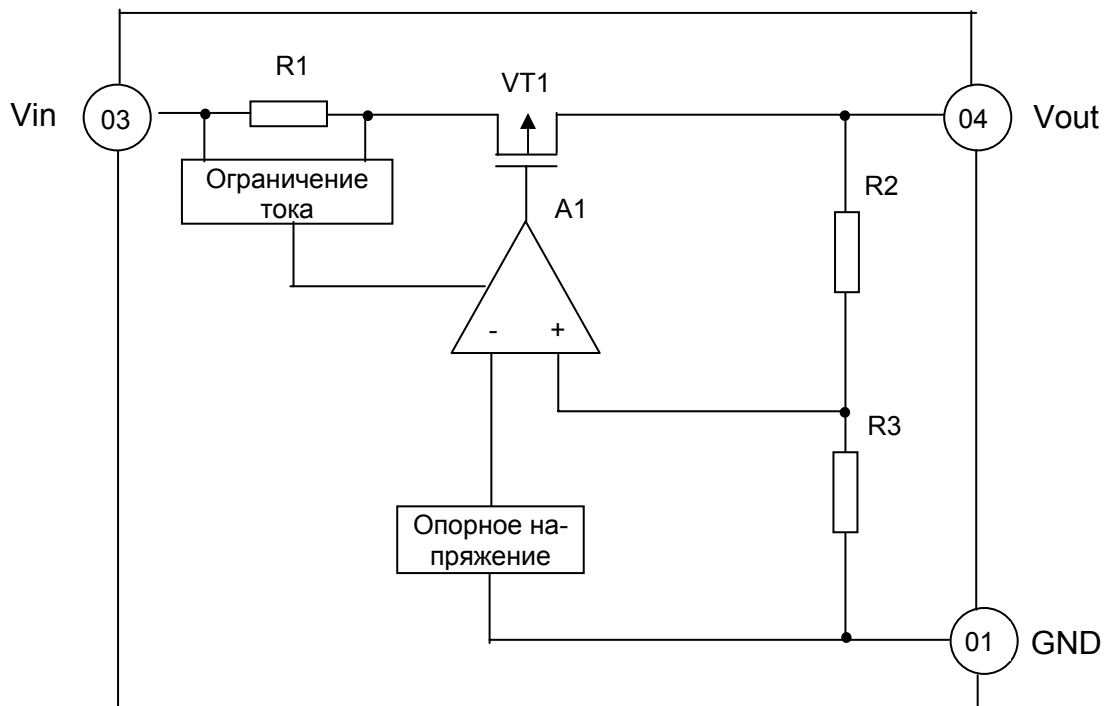 R1
VT1
Vin
03
04
Vout
Ограничение
тока
A1
R2
- +
R3
Опорное на-
пряжение
01
GND